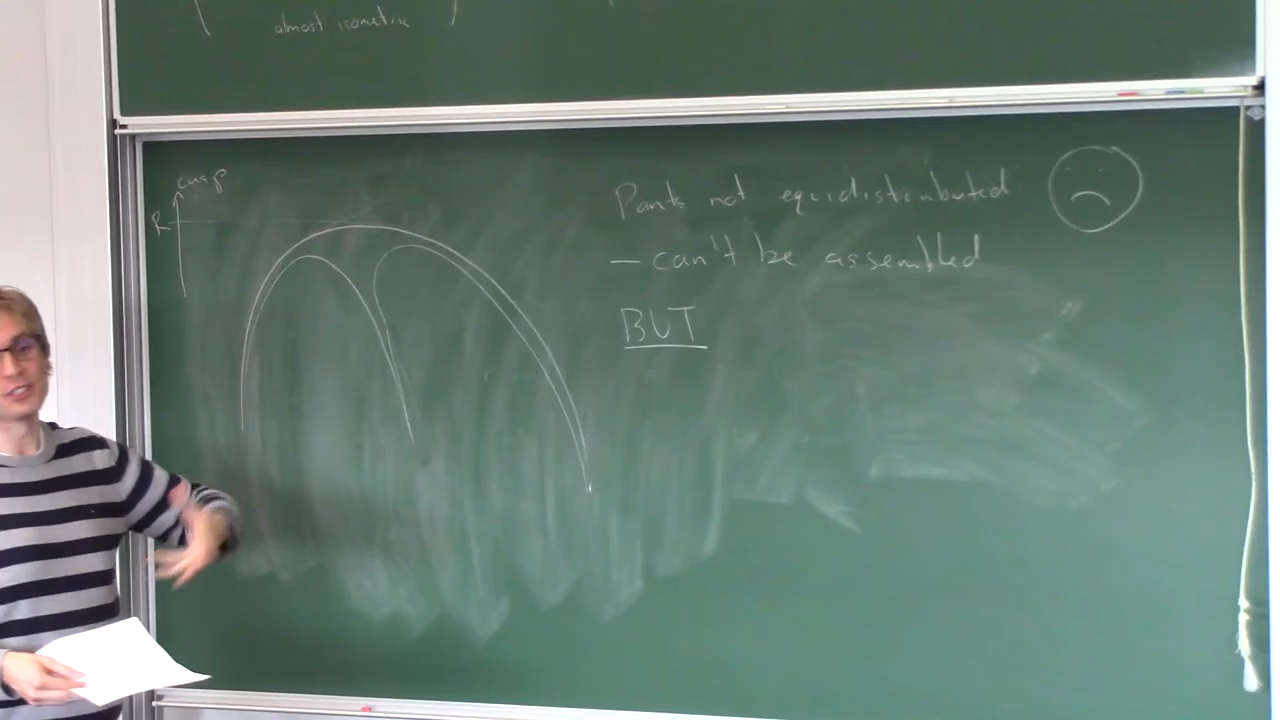 almost isometric
cusp
R
Pants not equidistributed
– can't be assembled
BUT